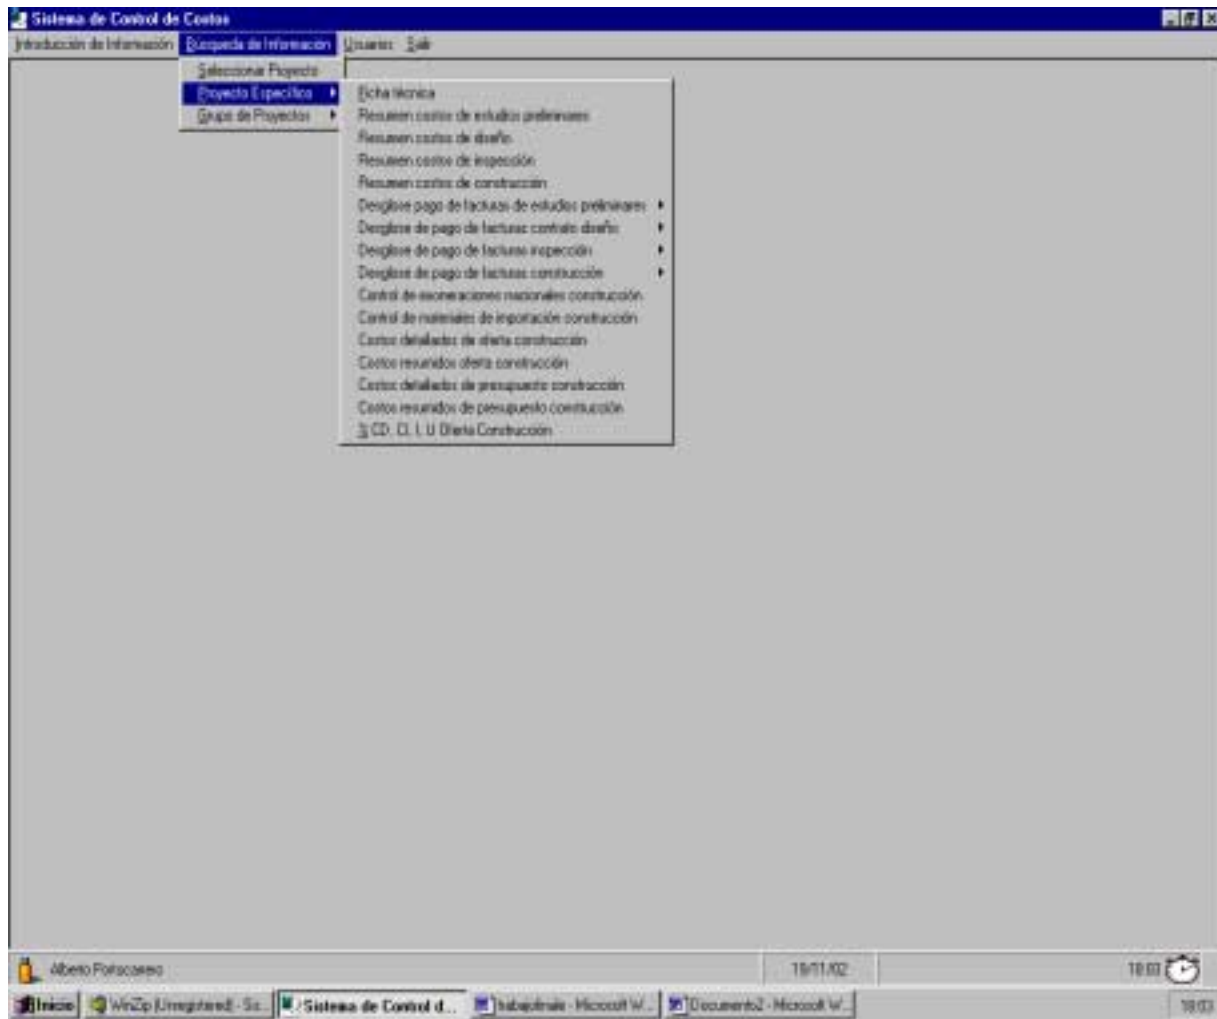 Sistema de Control de Costos
Introducción de Información Búsqueda de Información Usuarios Salir
Seleccionar Proyecto
Proyecto Específico
Grupo de Proyectos
Ficha técnica
Resumen costos de estudios preliminares
Resumen costos de diseño
Resumen costos de inspección
Resumen costos de construcción
Desglose pago de facturas de estudios preliminares
Desglose de pago de facturas contrato diseño
Desglose de pago de facturas inspección
Desglose de pago de facturas construcción
Control de exoneraciones nacionales construcción
Control de materiales de importación construcción
Costos detallados de oferta construcción
Costos resumidos oferta construcción
Costos detallados de presupuesto construcción
Costos resumidos de presupuesto construcción
% CD, CI, I, U Oferta Construcción
Alberto
19/11/02
18:03
Inicio WinZip (Unregistered) - Sis... Sistema de Control d... trabajofinale - Microsoft W... Documento2 - Microsoft W... 18:03